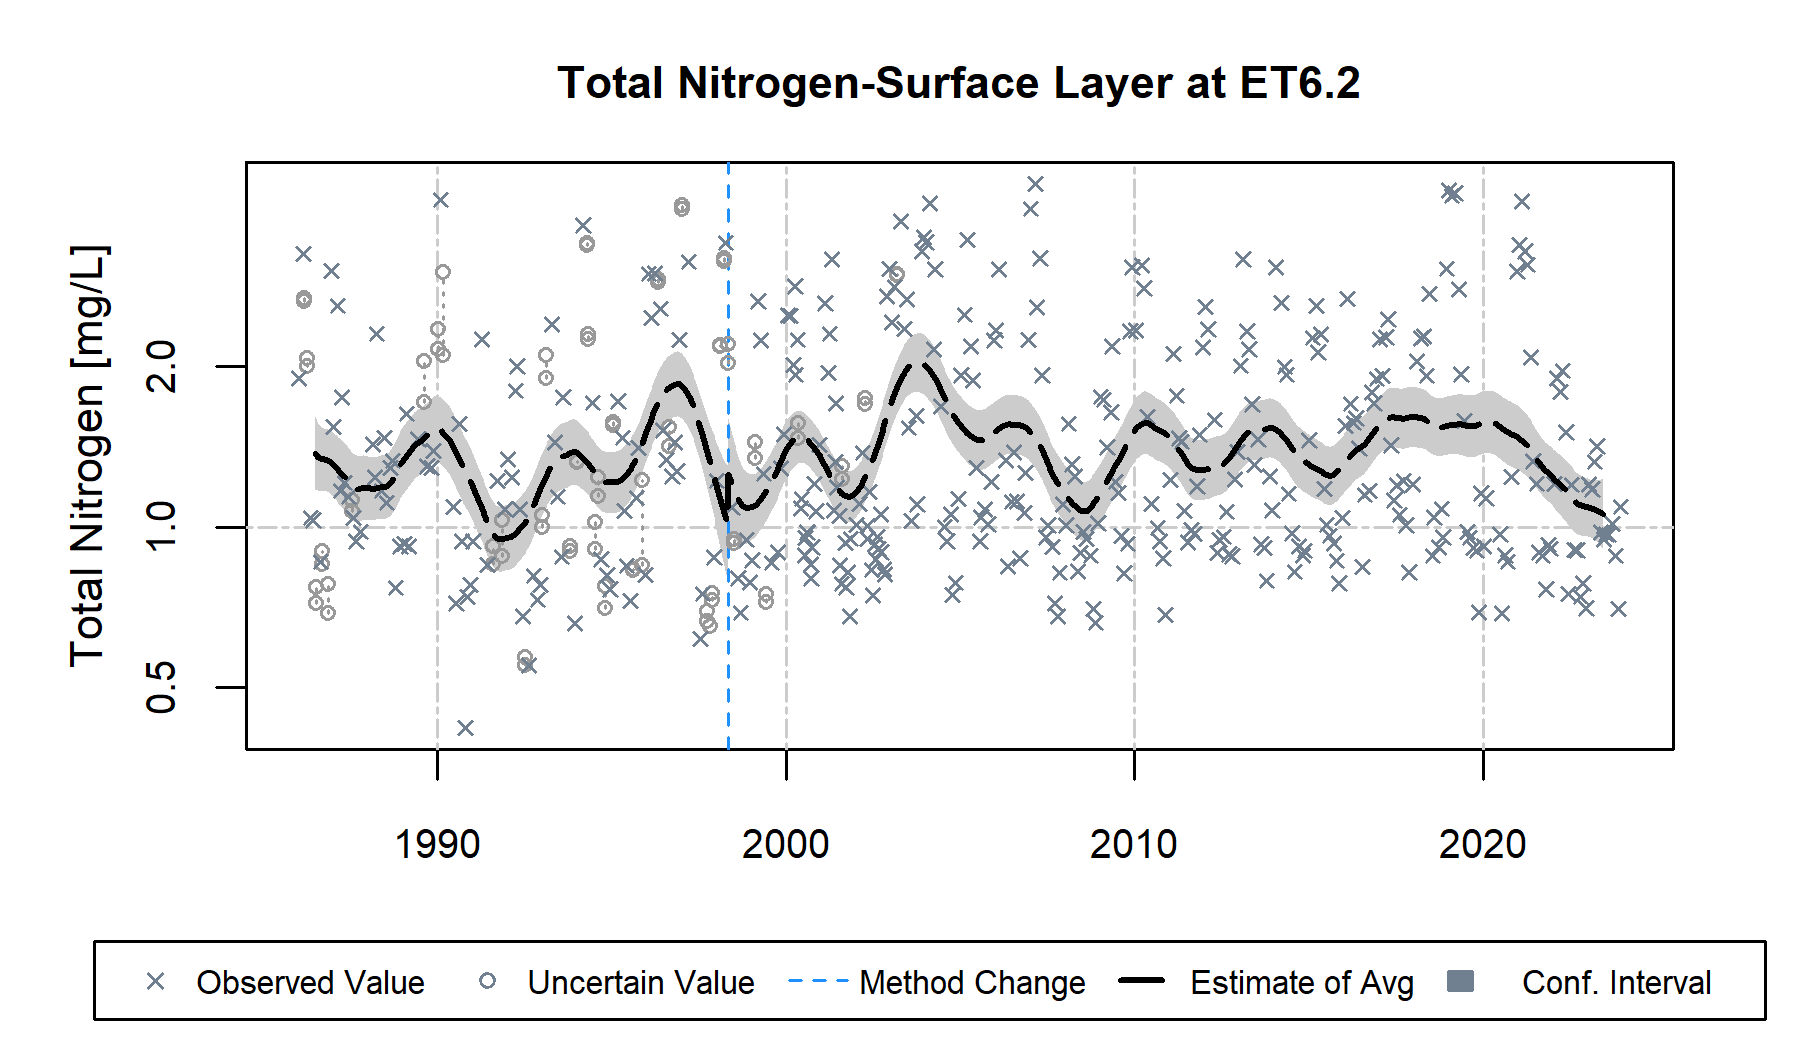 Total Nitrogen-Surface Layer at ET6.2
Total Nitrogen [mg/L]
2.0
1.0
0.5
1990 2000 2010 2020
Observed Value Uncertain Value Method Change Estimate of Avg Conf. Interval